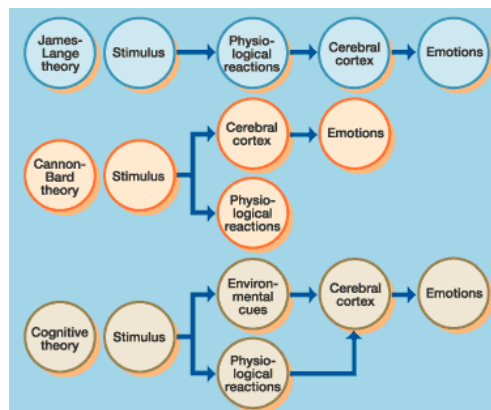 James-
Lange
theory
Stimulus
Physio-
logical
reactions
Cerebral
cortex
Emotions
Cannon-
Bard
theory
Stimulus
Cerebral
cortex
Emotions
Physio-
logical
reactions
Cognitive
theory
Stimulus
Environ-
mental
cues
Cerebral
cortex
Emotions
Physio-
logical
reactions